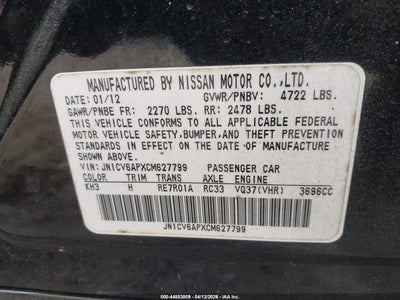 MANUFACTURED BY NISSAN MOTOR CO.,LTD.
DATE: 01/12 GVWR/PNBV: 4722 LBS.
GAWR/PNBE FR: 2270 LBS. RR: 2478 LBS.
THIS VEHICLE CONFORMS TO ALL APPLICABLE FEDERAL
MOTOR VEHICLE SAFETY, BUMPER, AND THEFT PREVENTION
STANDARDS IN EFFECT ON THE DATE OF MANUFACTURE
SHOWN ABOVE.
VIN: JN1CV6APXCM627799 PASSENGER CAR
COLOR TRIM TRANS AXLE ENGINE
KH3 H RE7R01A RC33 VQ37(VHR) 3696CC
JN1CV6APXCM627799
000-44853809 | 04/13/2026 - G IAA